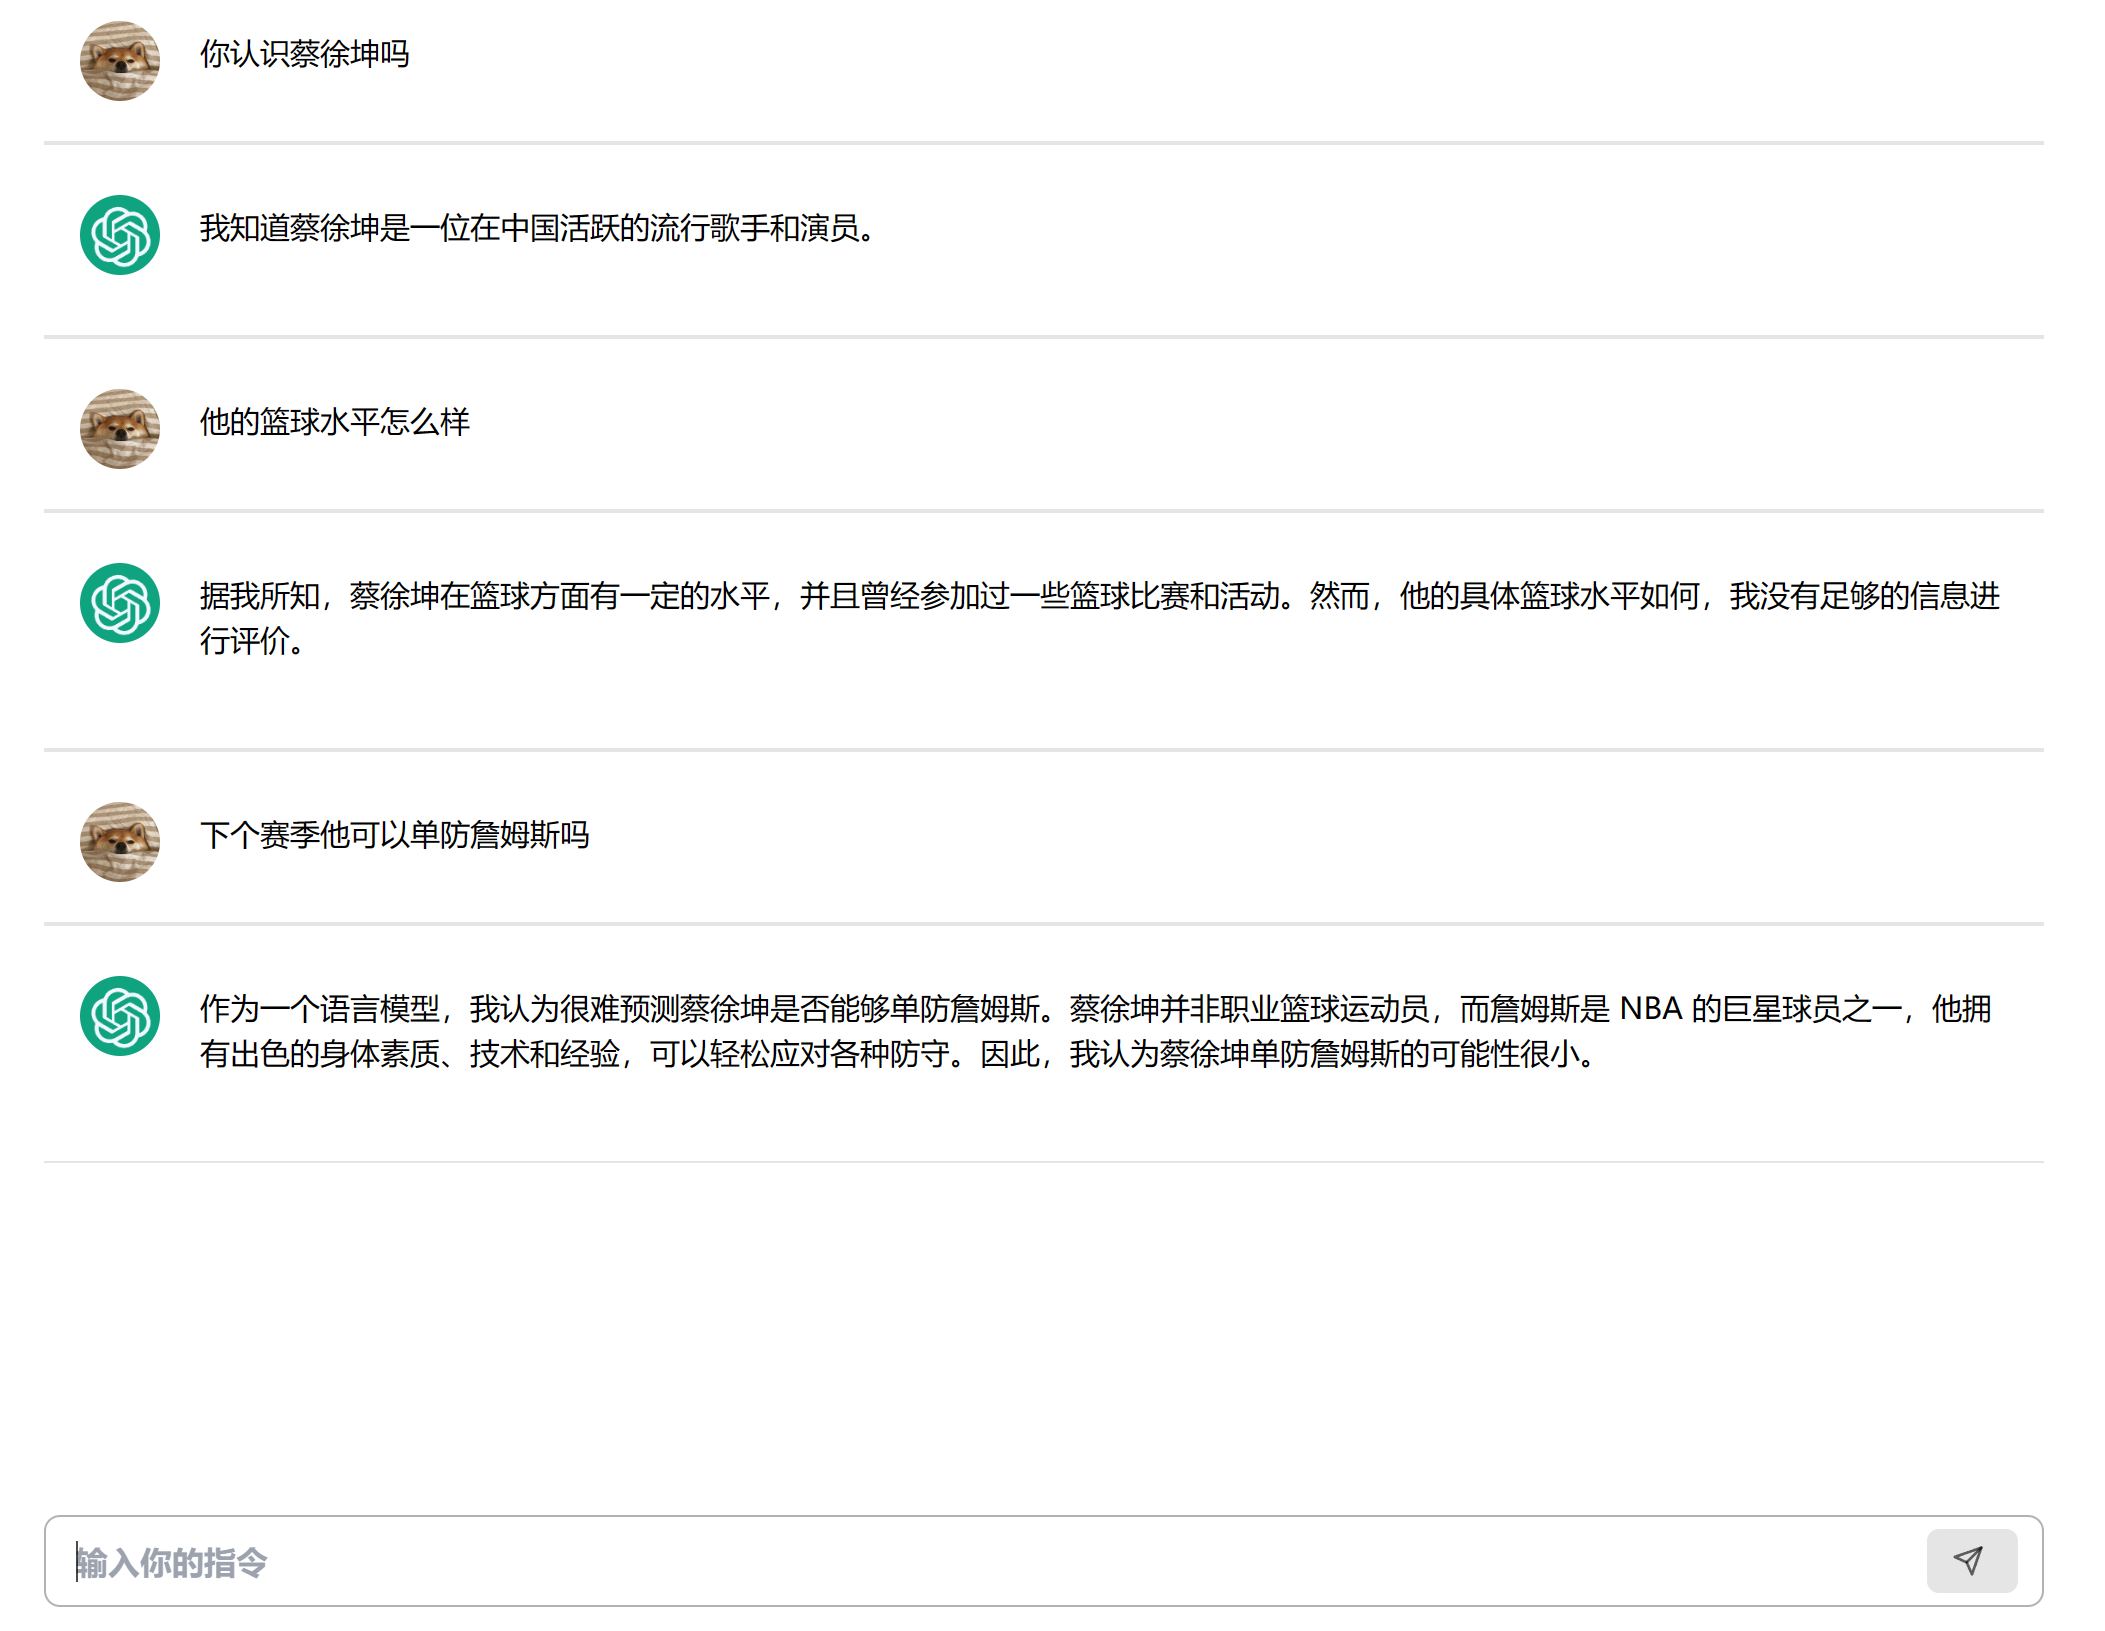 你认识蔡徐坤吗
我知道蔡徐坤是一位在中国活跃的流行歌手和演员。
他的篮球水平怎么样
据我所知，蔡徐坤在篮球方面有一定的水平，并且曾经参加过一些篮球比赛和活动。然而，他的具体篮球水平如何，我没有足够的信息进
行评价。
下个赛季他可以单防詹姆斯吗
作为一个语言模型，我认为很难预测蔡徐坤是否能够单防詹姆斯。蔡徐坤并非职业篮球运动员，而詹姆斯是 NBA 的巨星球员之一，他拥
有出色的身体素质、技术和经验，可以轻松应对各种防守。因此，我认为蔡徐坤单防詹姆斯的可能性很小。
输入你的指令